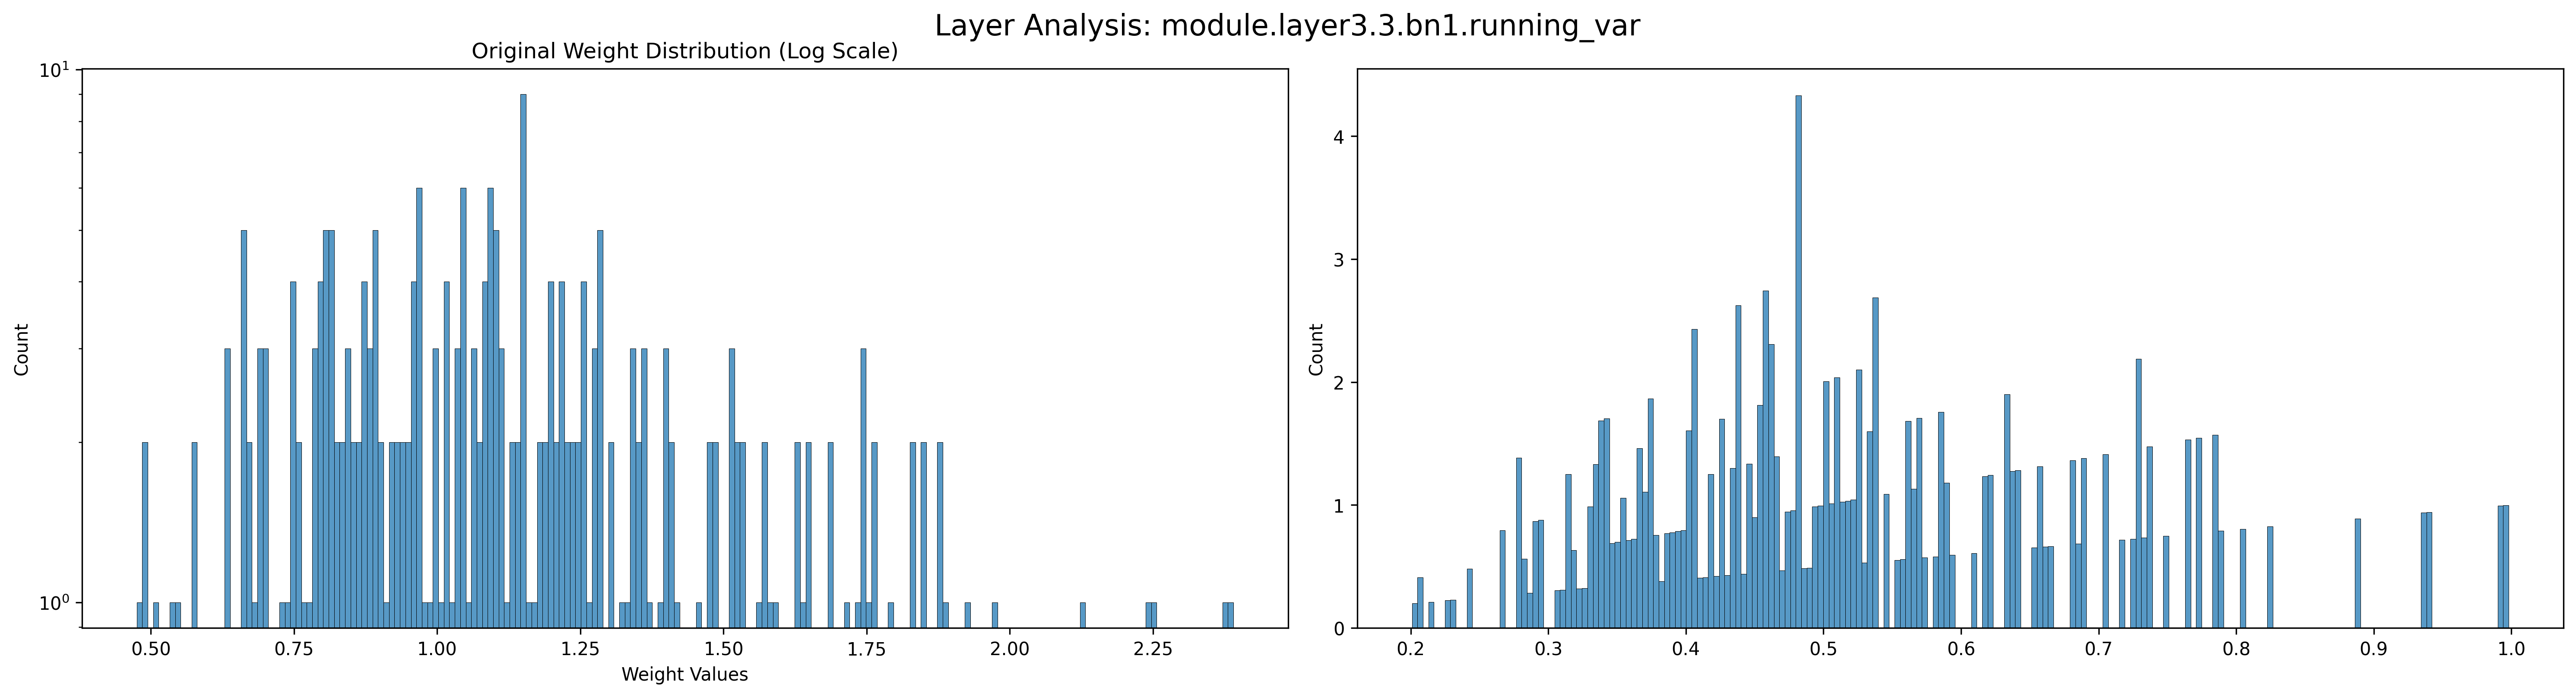 Layer Analysis: module.layer3.3.bn1.running_var
Original Weight Distribution (Log Scale)
10¹
10⁰
Count
0.50 0.75 1.00 1.25 1.50 1.75 2.00 2.25
Weight Values
4
3
2
1
0
Count
0.2 0.3 0.4 0.5 0.6 0.7 0.8 0.9 1.0